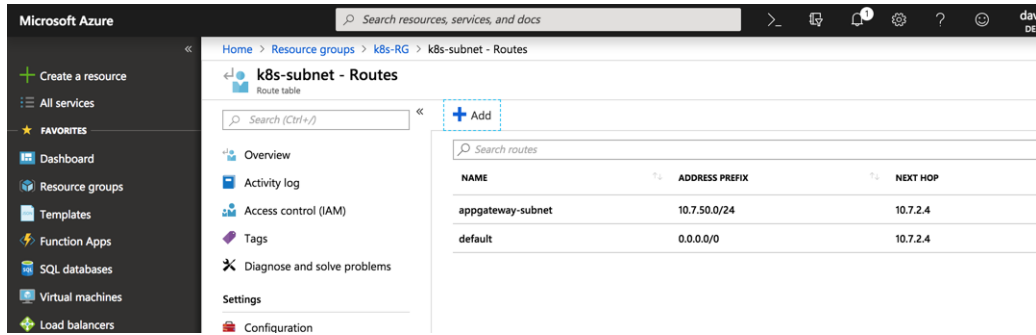 Microsoft Azure
Search resources, services, and docs
1
Home > Resource groups > k8s-RG > k8s-subnet - Routes
Create a resource
All services
FAVORITES
Dashboard
Resource groups
Templates
Function Apps
SQL databases
Virtual machines
Load balancers
k8s-subnet - Routes
Route table
Search (Ctrl+/)
Overview
Activity log
Access control (IAM)
Tags
Diagnose and solve problems
Settings
Configuration
Add
Search routes
NAME ADDRESS PREFIX NEXT HOP
appgateway-subnet 10.7.50.0/24 10.7.2.4
default 0.0.0.0/0 10.7.2.4